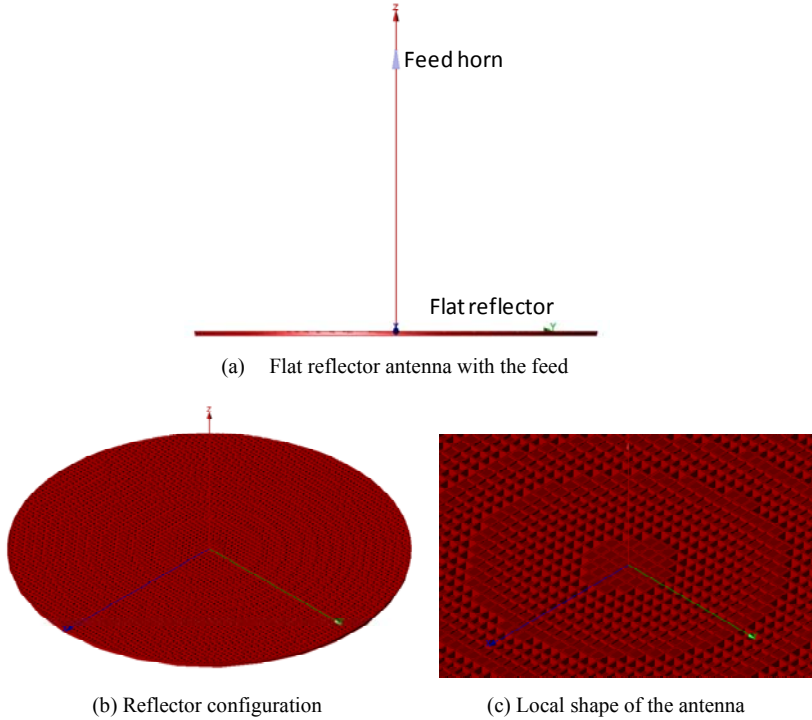 Z
Feed horn
Flat reflector
Y
(a) Flat reflector antenna with the feed
Z
(b) Reflector configuration
(c) Local shape of the antenna